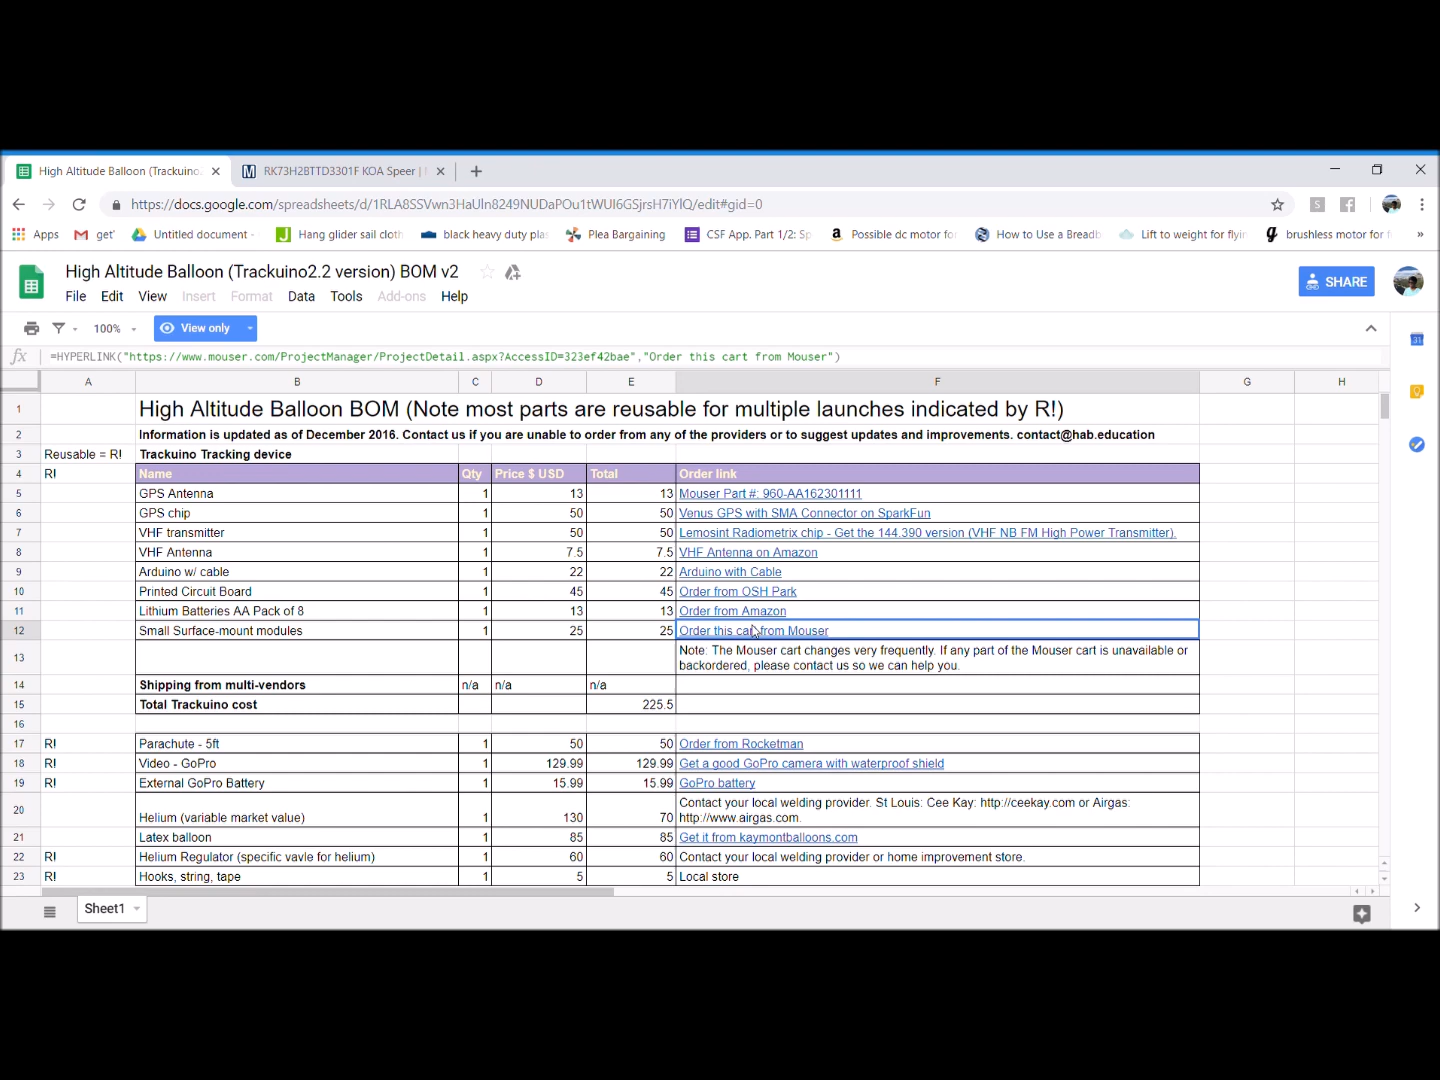 High Altitude Balloon (Trackuino2
RK73H2BTTD3301F KOA Speer |
https://docs.google.com/spreadsheets/d/1RLA8SSVwn3HaUln8249NUDaPOu1tWUI6GSjrsH7iYlQ/edit#gid=0
Apps get' Untitled document - Hang glider sail cloth black heavy duty plas Plea Bargaining CSF App. Part 1/2: Sp Possible dc motor fo How to Use a Breadb Lift to weight for flyin brushless motor for »
High Altitude Balloon (Trackuino2.2 version) BOM v2
SHARE
File Edit View Insert Format Data Tools Add-ons Help
100% View only
fx =HYPERLINK("https://www.mouser.com/ProjectManager/ProjectDetail.aspx?AccessID=323ef42bae","Order this cart from Mouser")
A B C D E F G H
1 High Altitude Balloon BOM (Note most parts are reusable for multiple launches indicated by R!)
2 Information is updated as of December 2016. Contact us if you are unable to order from any of the providers or to suggest updates and improvements. contact@hab.education
3 Reusable = R! Trackuino Tracking device
4 R! Name Qty Price $ USD Total Order link
5 GPS Antenna 1 13 13 Mouser Part #: 960-AA162301111
6 GPS chip 1 50 50 Venus GPS with SMA Connector on SparkFun
7 VHF transmitter 1 50 50 Lemosint Radiometrix chip - Get the 144.390 version (VHF NB FM High Power Transmitter).
8 VHF Antenna 1 7.5 7.5 VHF Antenna on Amazon
9 Arduino w/ cable 1 22 22 Arduino with Cable
10 Printed Circuit Board 1 45 45 Order from OSH Park
11 Lithium Batteries AA Pack of 8 1 13 13 Order from Amazon
12 Small Surface-mount modules 1 25 25 Order this cart from Mouser
13 Note: The Mouser cart changes very frequently. If any part of the Mouser cart is unavailable or
backordered, please contact us so we can help you.
14 Shipping from multi-vendors n/a n/a n/a
15 Total Trackuino cost 225.5
16
17 R! Parachute - 5ft 1 50 50 Order from Rocketman
18 R! Video - GoPro 1 129.99 129.99 Get a good GoPro camera with waterproof shield
19 R! External GoPro Battery 1 15.99 15.99 GoPro battery
20 Helium (variable market value) 1 130 70 Contact your local welding provider. St Louis: Cee Kay: http://ceekay.com or Airgas:
http://www.airgas.com.
21 Latex balloon 1 85 85 Get it from kaymontballoons.com
22 R! Helium Regulator (specific vavle for helium) 1 60 60 Contact your local welding provider or home improvement store.
23 R! Hooks, string, tape 1 5 5 Local store
Sheet1